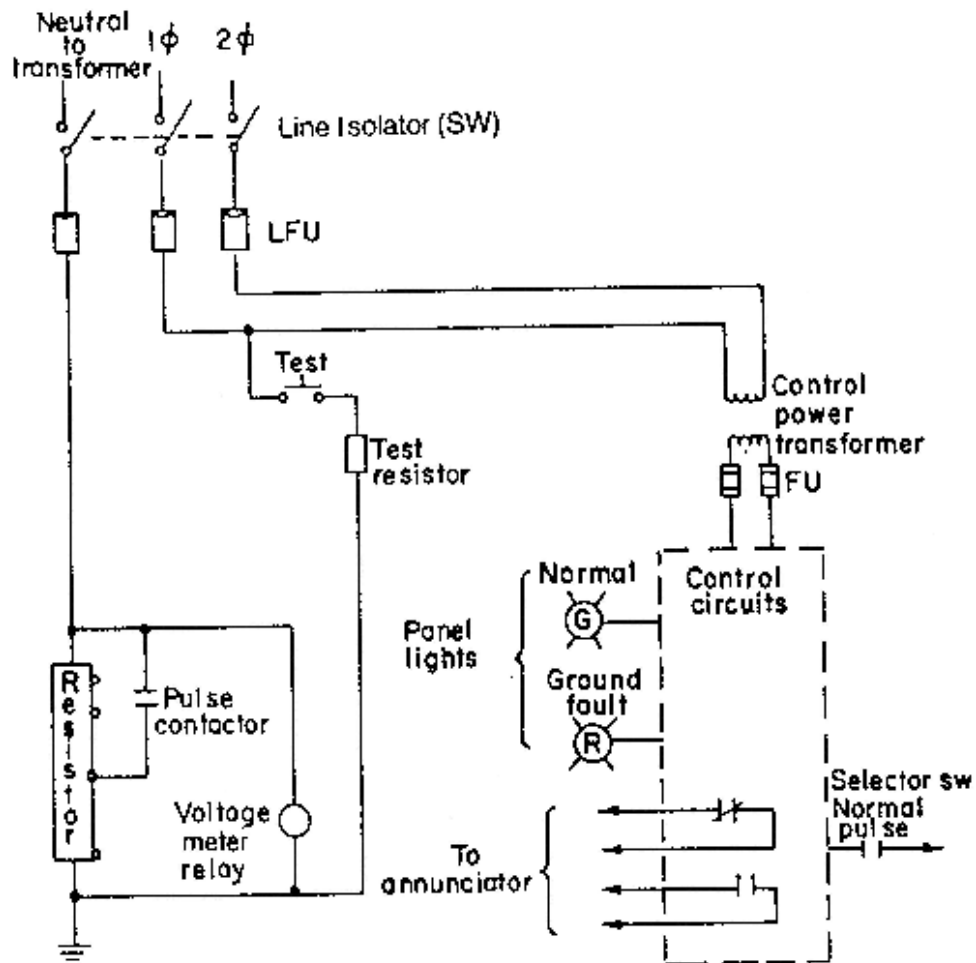 Neutral
to
transformer
1ϕ
2ϕ
Line Isolator (SW)
LFU
Test
Test
resistor
Control
power
transformer
FU
Control
circuits
Normal
G
Panel
lights
Ground
fault
R
Resistor
Pulse
contactor
Voltage
meter
relay
To
annunciator
Selector sw
Normal
pulse